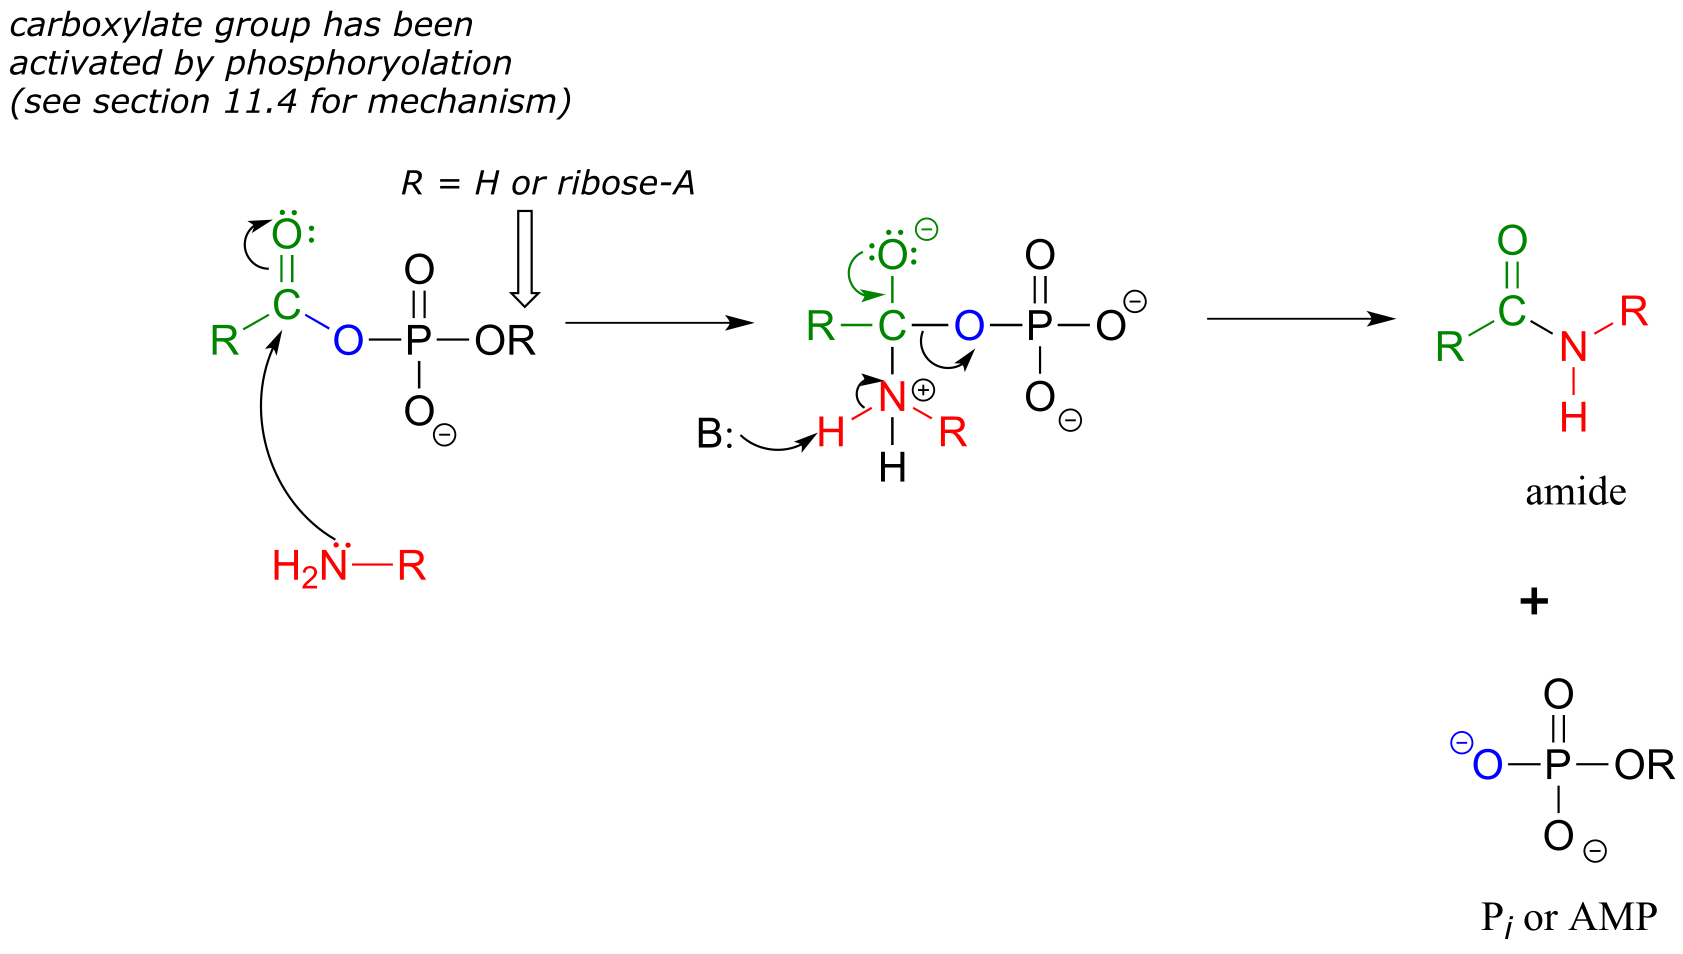 carboxylate group has been
activated by phosphoryolation
(see section 11.4 for mechanism)
R = H or ribose-A
O
C
R
O
P
O
OR
O
⊖
H2N
R
O
⊖
R
C
O
P
O
O
⊖
O
⊖
N
⊕
H
R
H
B:
O
C
R
N
R
H
amide
+
O
⊖
O
P
OR
O
⊖
Pi or AMP